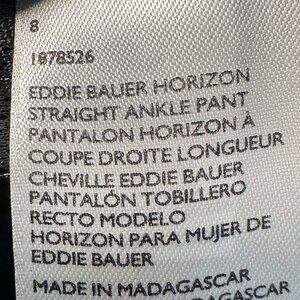 8
1878526
EDDIE BAUER HORIZON
STRAIGHT ANKLE PANT
PANTALON HORIZON À
COUPE DROITE LONGUEUR
CHEVILLE EDDIE BAUER
PANTALÓN TOBILLERO
RECTO MODELO
HORIZON PARA MUJER DE
EDDIE BAUER
MADE IN MADAGASCAR